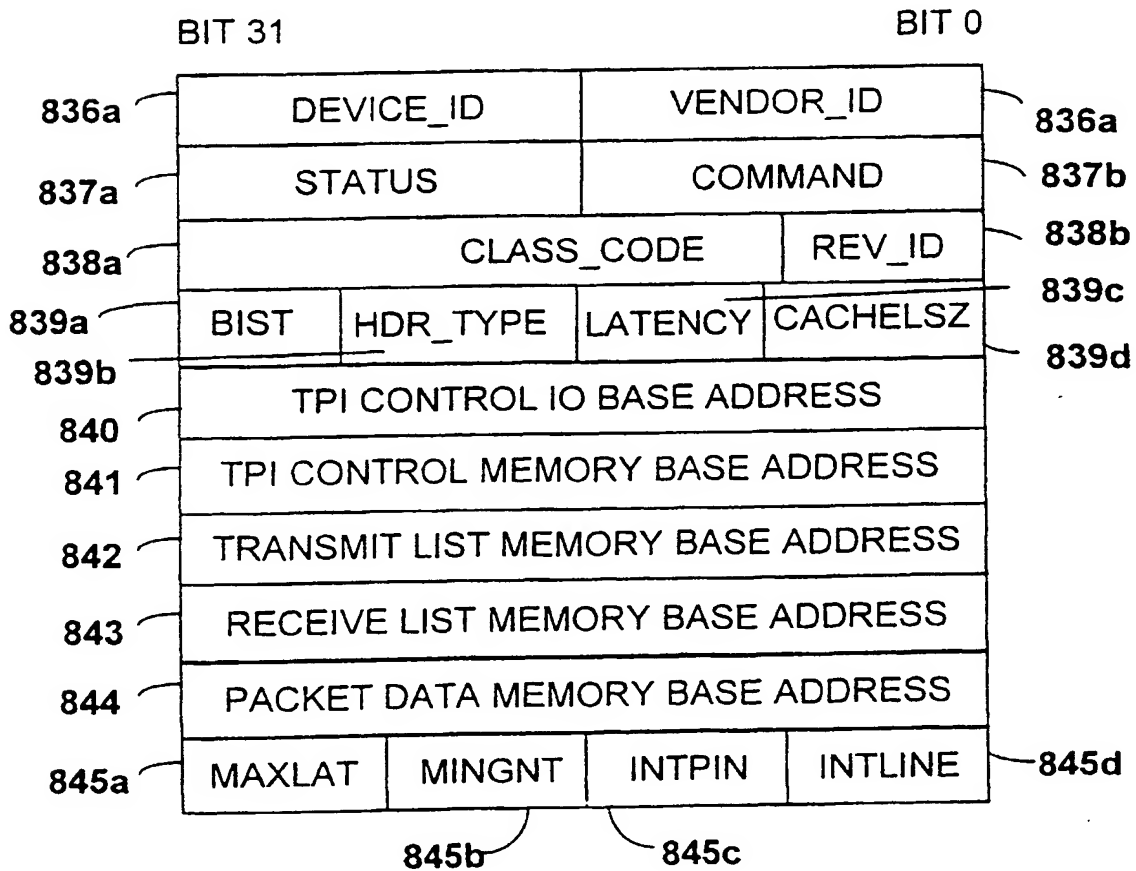 BIT 31 BIT 0
836a DEVICE_ID VENDOR_ID 836a
837a STATUS COMMAND 837b
838a CLASS_CODE REV_ID 838b
839a BIST HDR_TYPE LATENCY CACHELSZ 839c
839b 839d
840 TPI CONTROL IO BASE ADDRESS
841 TPI CONTROL MEMORY BASE ADDRESS
842 TRANSMIT LIST MEMORY BASE ADDRESS
843 RECEIVE LIST MEMORY BASE ADDRESS
844 PACKET DATA MEMORY BASE ADDRESS
845a MAXLAT MINGNT INTPIN INTLINE 845d
845b 845c